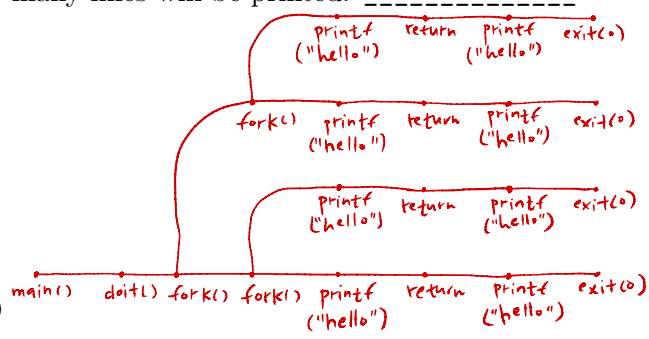 many lines will be printed?
printf return printf exit(0)
("hello") ("hello")
fork() printf return printf exit(0)
("hello") ("hello")
printf return printf exit(0)
("hello") ("hello")
main() doit() fork() fork() printf return printf exit(0)
("hello") ("hello")